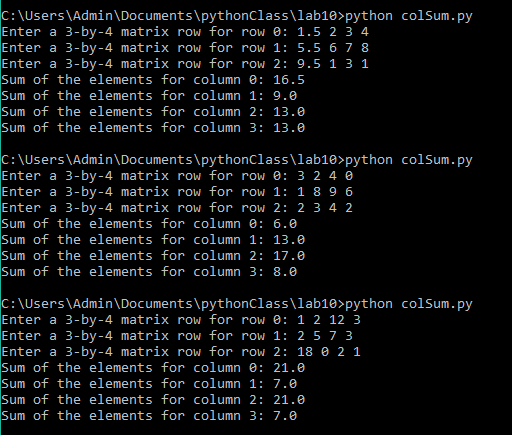 C:\Users\Admin\Documents\pythonClass\lab10>python colSum.py
Enter a 3-by-4 matrix row for row 0: 1.5 2 3 4
Enter a 3-by-4 matrix row for row 1: 5.5 6 7 8
Enter a 3-by-4 matrix row for row 2: 9.5 1 3 1
Sum of the elements for column 0: 16.5
Sum of the elements for column 1: 9.0
Sum of the elements for column 2: 13.0
Sum of the elements for column 3: 13.0
C:\Users\Admin\Documents\pythonClass\lab10>python colSum.py
Enter a 3-by-4 matrix row for row 0: 3 2 4 0
Enter a 3-by-4 matrix row for row 1: 1 8 9 6
Enter a 3-by-4 matrix row for row 2: 2 3 4 2
Sum of the elements for column 0: 6.0
Sum of the elements for column 1: 13.0
Sum of the elements for column 2: 17.0
Sum of the elements for column 3: 8.0
C:\Users\Admin\Documents\pythonClass\lab10>python colSum.py
Enter a 3-by-4 matrix row for row 0: 1 2 12 3
Enter a 3-by-4 matrix row for row 1: 2 5 7 3
Enter a 3-by-4 matrix row for row 2: 18 0 2 1
Sum of the elements for column 0: 21.0
Sum of the elements for column 1: 7.0
Sum of the elements for column 2: 21.0
Sum of the elements for column 3: 7.0